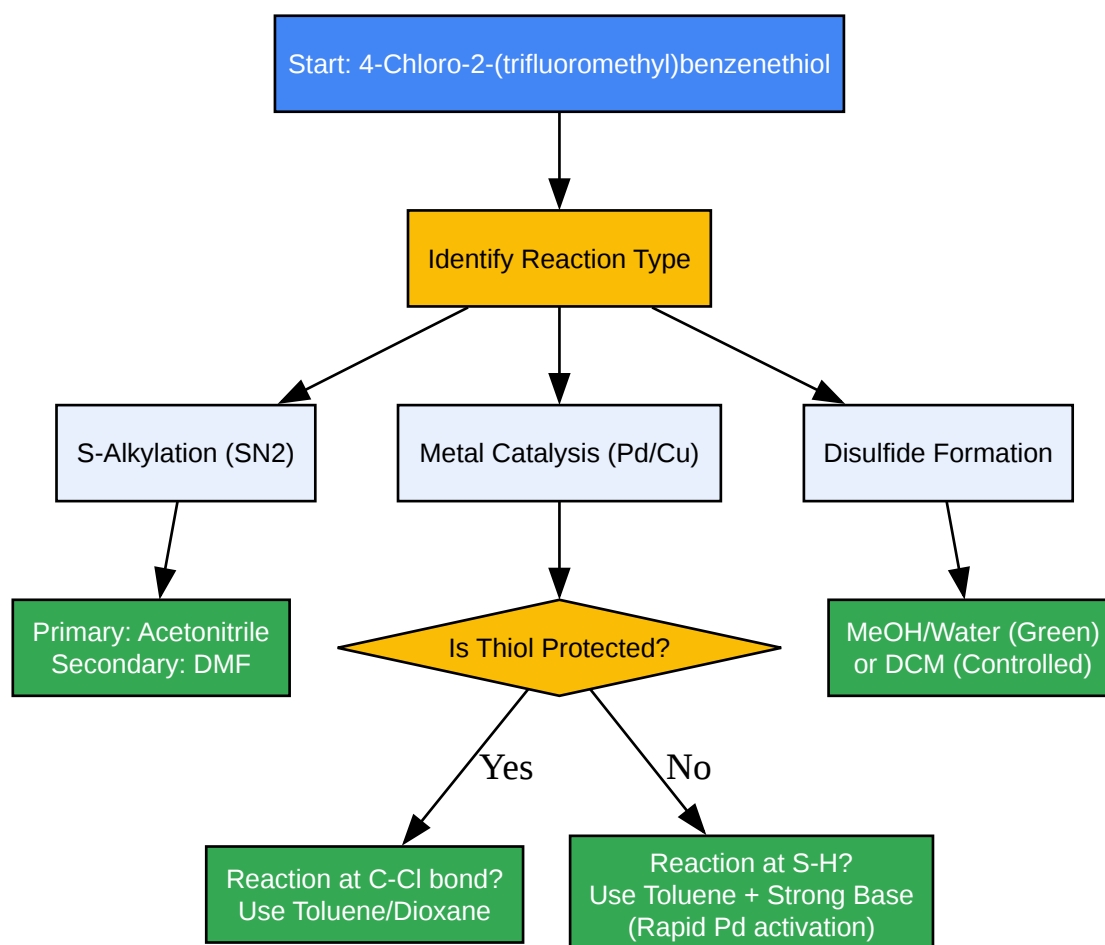 Start: 4-Chloro-2-(trifluoromethyl)benzenethiol
Identify Reaction Type
S-Alkylation (SN2)
Metal Catalysis (Pd/Cu)
Disulfide Formation
Primary: Acetonitrile
Secondary: DMF
Is Thiol Protected?
MeOH/Water (Green)
or DCM (Controlled)
Yes
No
Reaction at C-Cl bond?
Use Toluene/Dioxane
Reaction at S-H?
Use Toluene + Strong Base
(Rapid Pd activation)